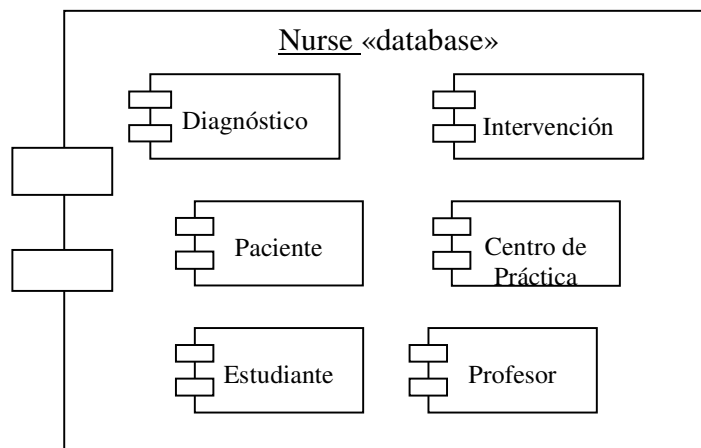 Nurse «database»
Diagnóstico
Intervención
Paciente
Centro de
Práctica
Estudiante
Profesor